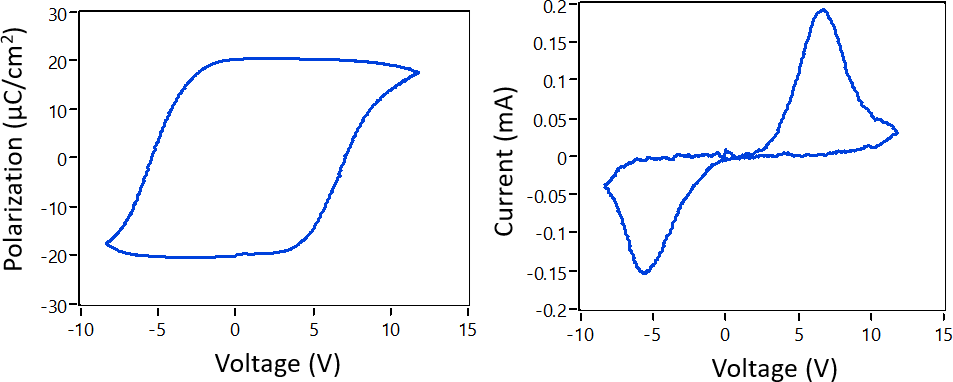 Polarization (µC/cm²)
30
20
10
0
-10
-20
-30
-10 -5 0 5 10 15
Voltage (V)
Current (mA)
0.2
0.15
0.1
0.05
0
-0.05
-0.1
-0.15
-0.2
-10 -5 0 5 10 15
Voltage (V)